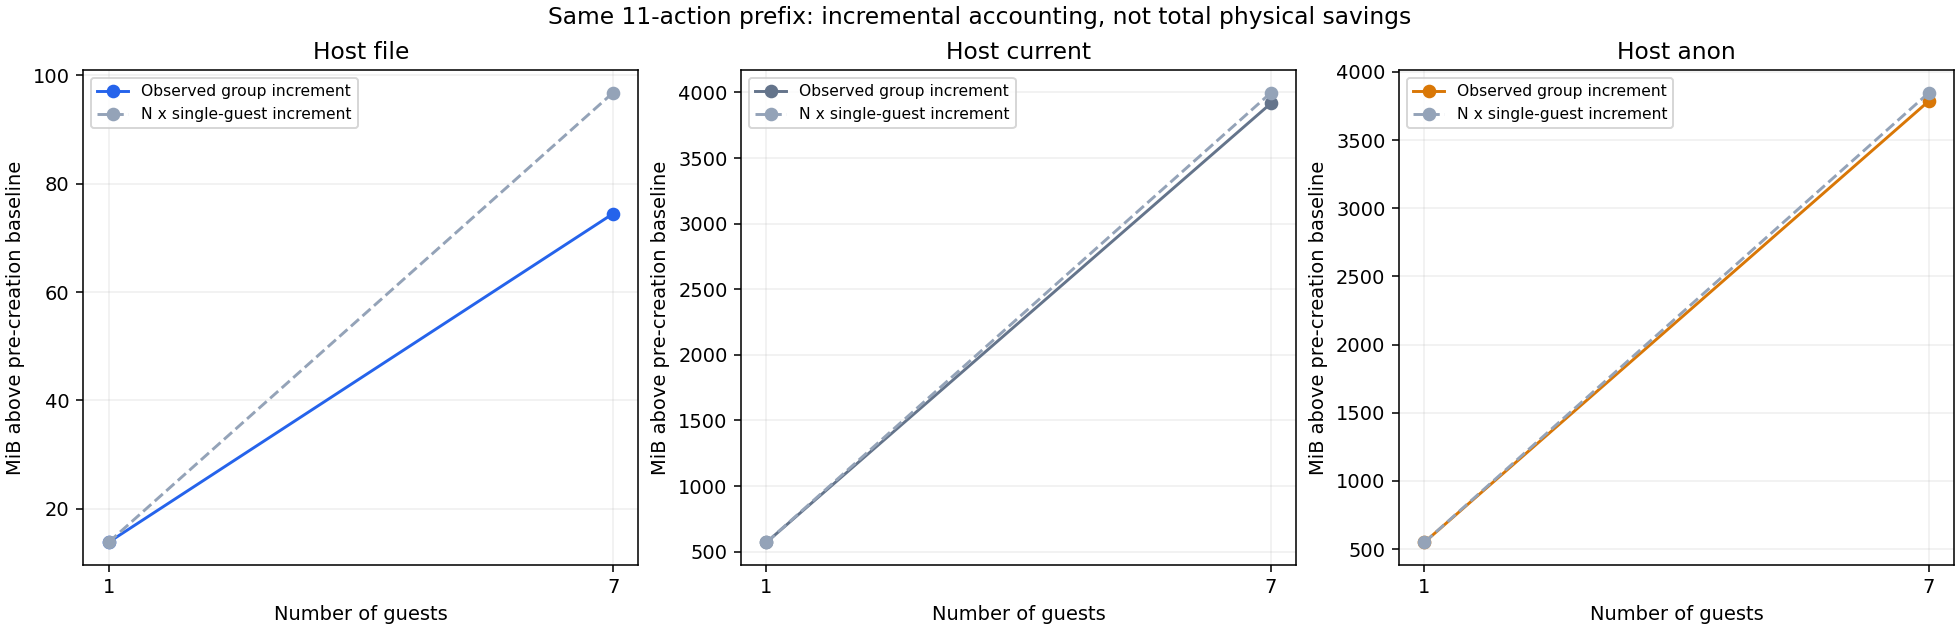 Same 11-action prefix: incremental accounting, not total physical savings
Host file
MiB above pre-creation baseline
100
80
60
40
20
Observed group increment
N x single-guest increment
1
7
Number of guests
Host current
MiB above pre-creation baseline
4000
3500
3000
2500
2000
1500
1000
500
Observed group increment
N x single-guest increment
1
7
Number of guests
Host anon
MiB above pre-creation baseline
4000
3500
3000
2500
2000
1500
1000
500
Observed group increment
N x single-guest increment
1
7
Number of guests